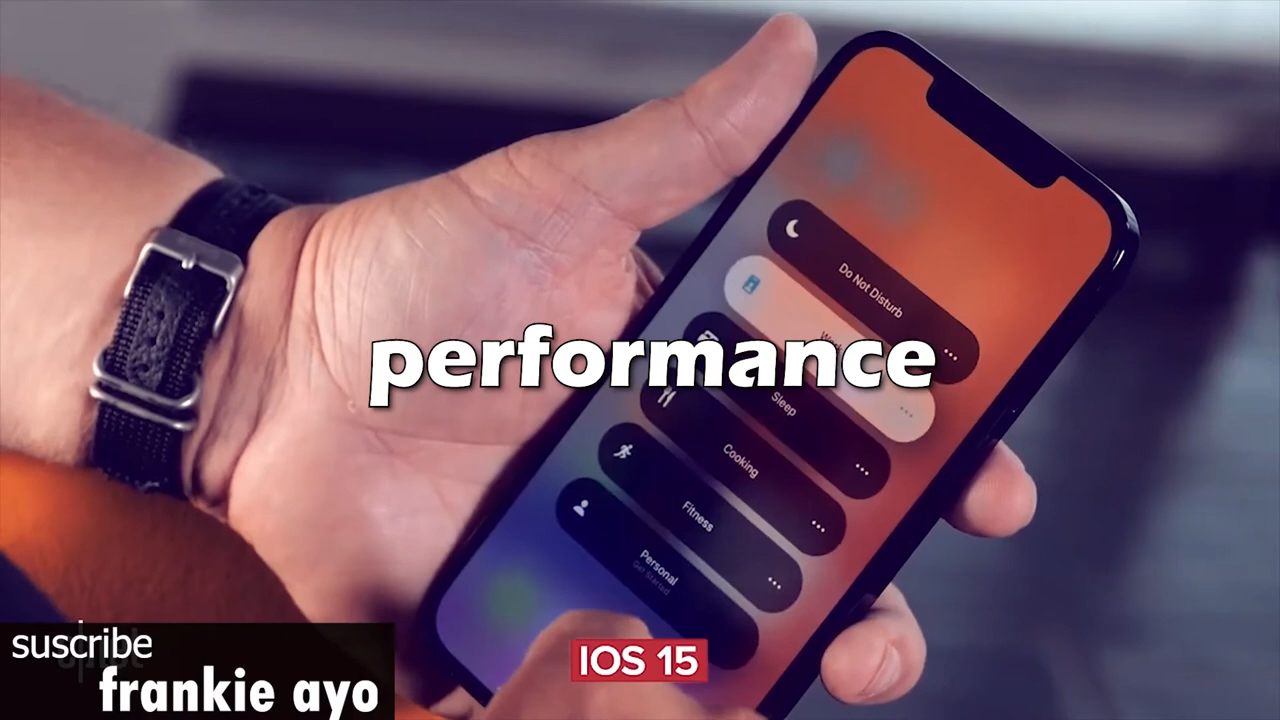 Do Not Disturb
performance
Sleep
Cooking
Fitness
Personal
Get Started
IOS 15
suscribe
frankie ayo